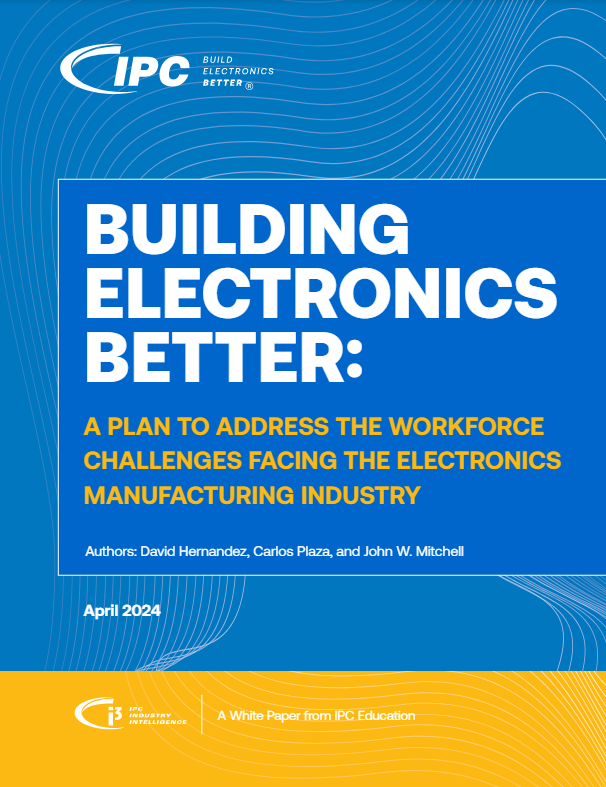 IPC
BUILD
ELECTRONICS
BETTER ®
BUILDING
ELECTRONICS
BETTER:
A PLAN TO ADDRESS THE WORKFORCE
CHALLENGES FACING THE ELECTRONICS
MANUFACTURING INDUSTRY
Authors: David Hernandez, Carlos Plaza, and John W. Mitchell
April 2024
i3
IPC
INDUSTRY
INTELLIGENCE
A White Paper from IPC Education